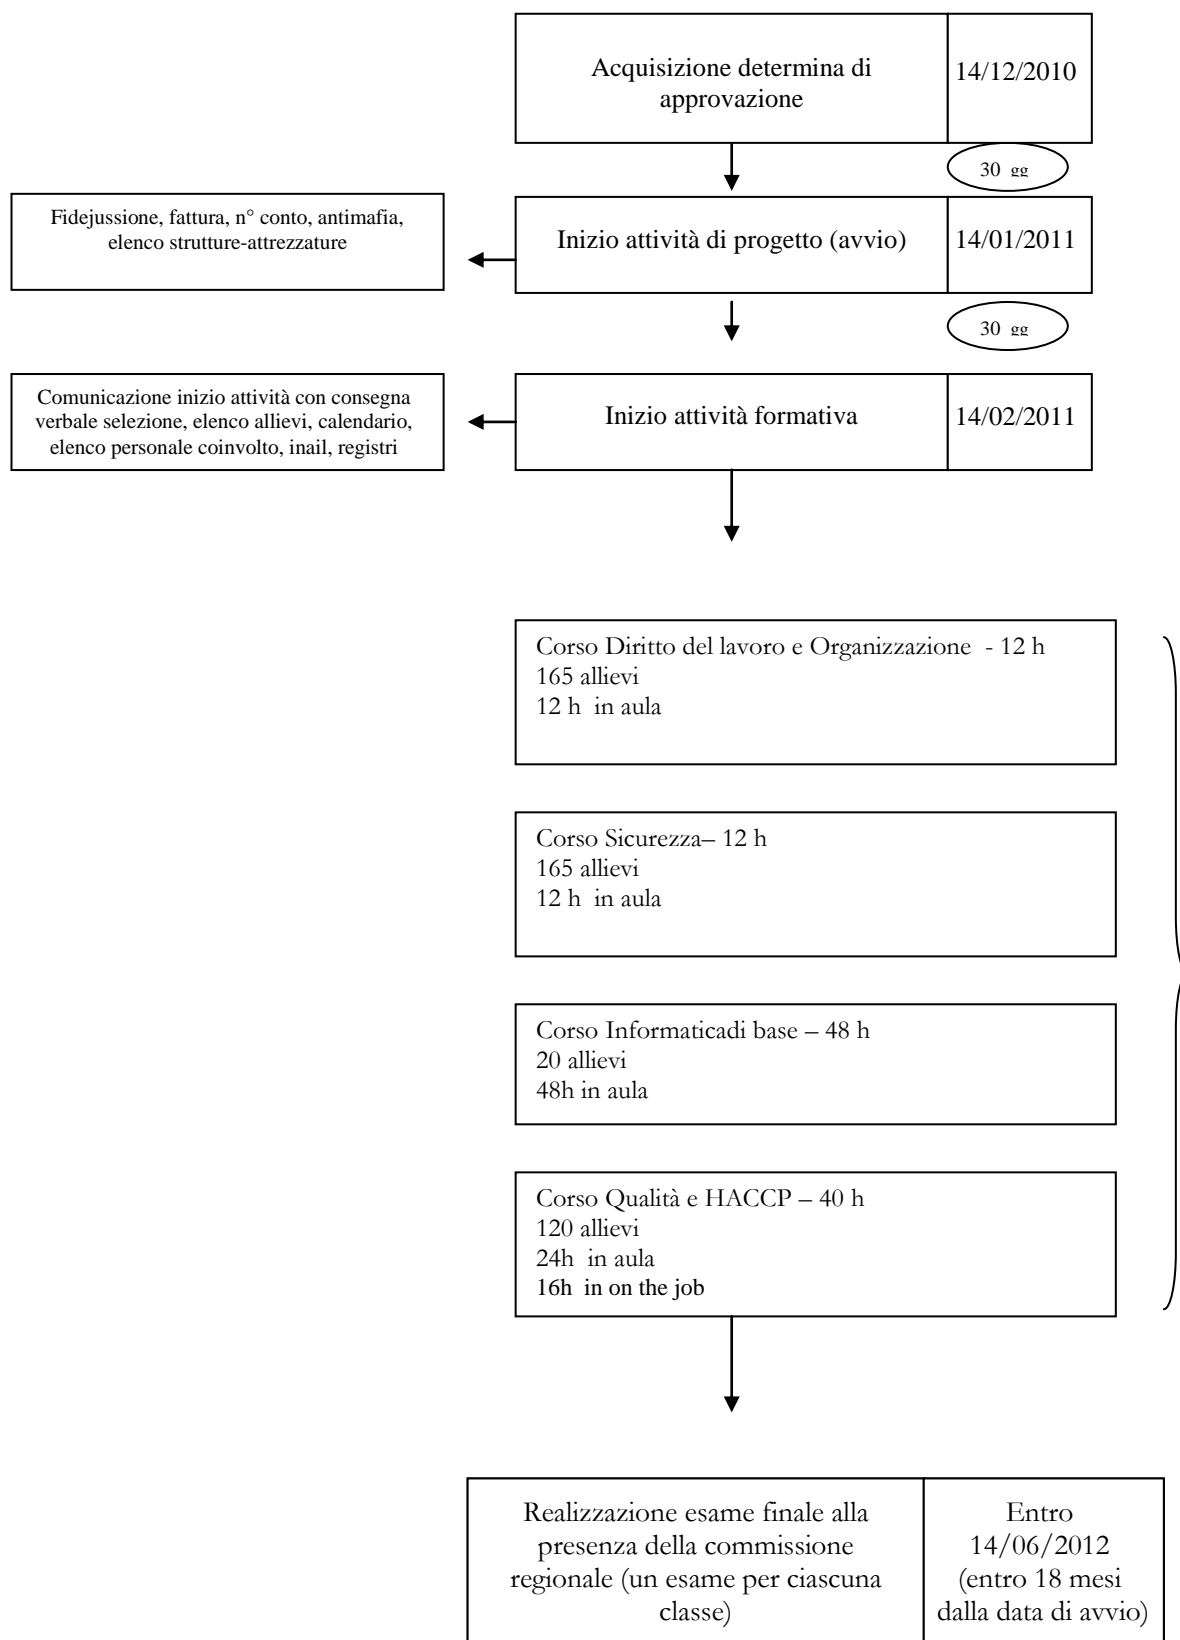 Acquisizione determina di
approvazione
14/12/2010
30 gg
Fidejussione, fattura, n° conto, antimafia,
elenco strutture-attrezzature
Inizio attività di progetto (avvio)
14/01/2011
30 gg
Comunicazione inizio attività con consegna
verbale selezione, elenco allievi, calendario,
elenco personale coinvolto, inail, registri
Inizio attività formativa
14/02/2011
Corso Diritto del lavoro e Organizzazione - 12 h
165 allievi
12 h in aula
Corso Sicurezza– 12 h
165 allievi
12 h in aula
Corso Informaticadi base – 48 h
20 allievi
48h in aula
Corso Qualità e HACCP – 40 h
120 allievi
24h in aula
16h in on the job
Realizzazione esame finale alla
presenza della commissione
regionale (un esame per ciascuna
classe)
Entro
14/06/2012
(entro 18 mesi
dalla data di avvio)